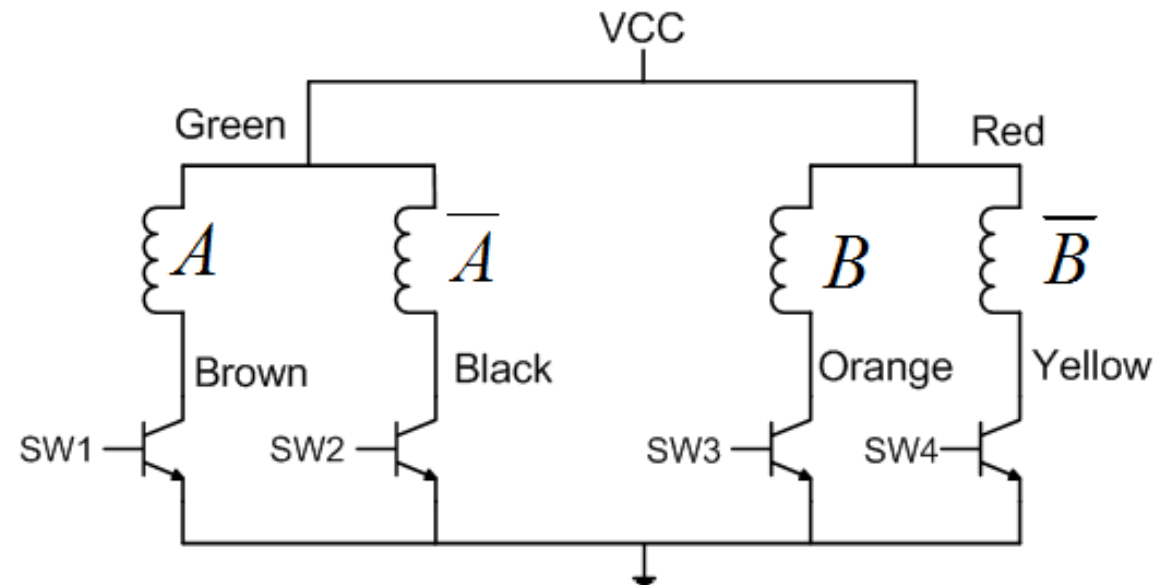 VCC
Green
Red
A
A̅
B
B̅
Brown
Black
Orange
Yellow
SW1
SW2
SW3
SW4